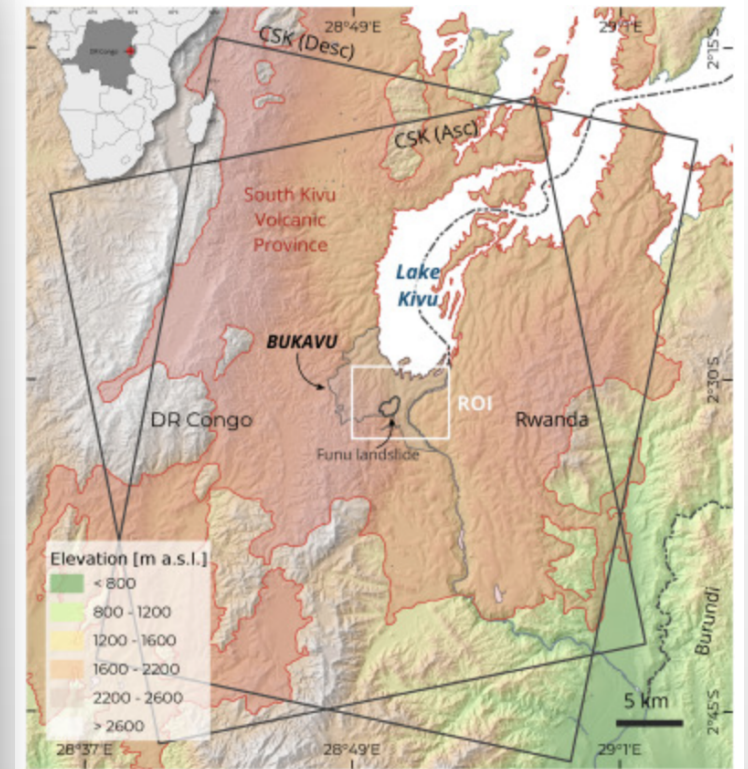 28°49'E
29°1'E
2°15'S
DR Congo
CSK (Desc)
CSK (Asc)
South Kivu
Volcanic
Province
Lake
Kivu
BUKAVU
2°30'S
ROI
DR Congo
Rwanda
Funu landslide
Elevation [m a.s.l.]
< 800
800 - 1200
1200 - 1600
1600 - 2200
2200 - 2600
> 2600
Burundi
5 km
2°45'S
28°37'E
28°49'E
29°1'E